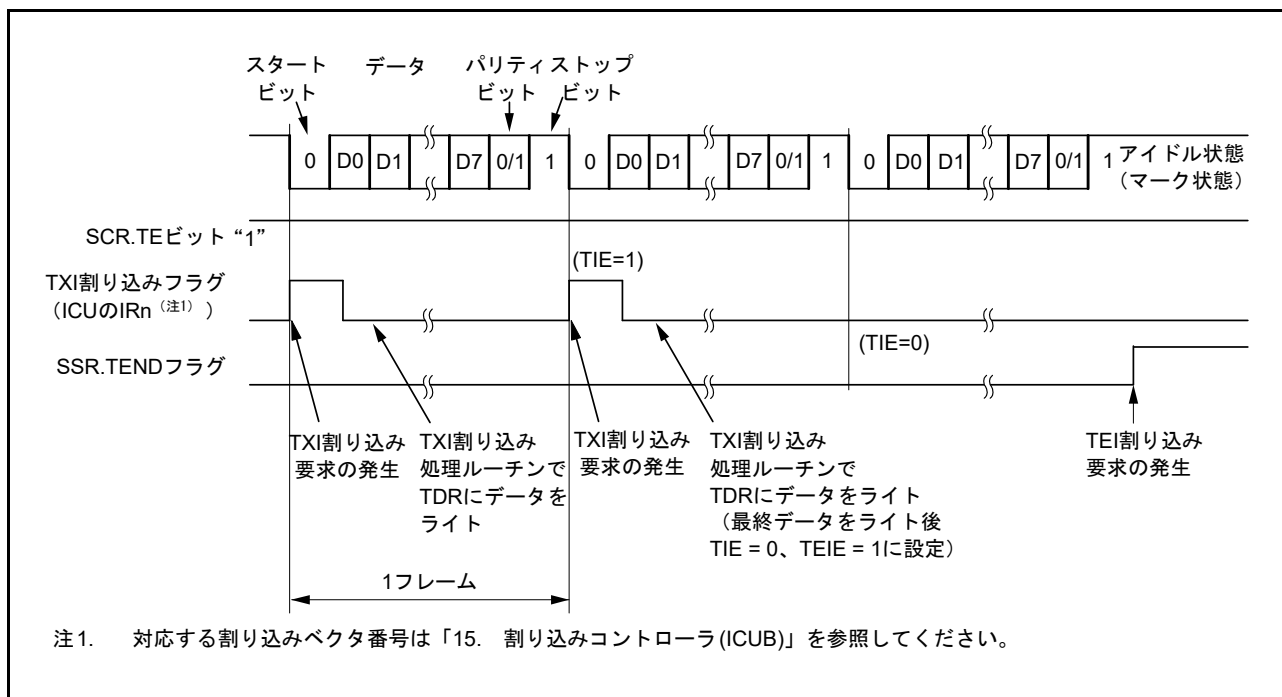 スタート
ビット
データ
パリティ
ビット
ストップ
ビット
0 D0 D1 D7 0/1 1 0 D0 D1 D7 0/1 1 0 D0 D1 D7 0/1 1 アイドル状態
(マーク状態)
SCR.TEビット “1”
TXI割り込みフラグ
(ICUのIRn (注1) )
(TIE=1)
(TIE=0)
SSR.TENDフラグ
TXI割り込み
要求の発生
TXI割り込み
処理ルーチンで
TDRにデータを
ライト
TXI割り込み
要求の発生
TXI割り込み
処理ルーチンで
TDRにデータをライト
(最終データをライト後
TIE = 0、TEIE = 1に設定)
TEI割り込み
要求の発生
1フレーム
注1. 対応する割り込みベクタ番号は「15. 割り込みコントローラ(ICUB)」を参照してください。